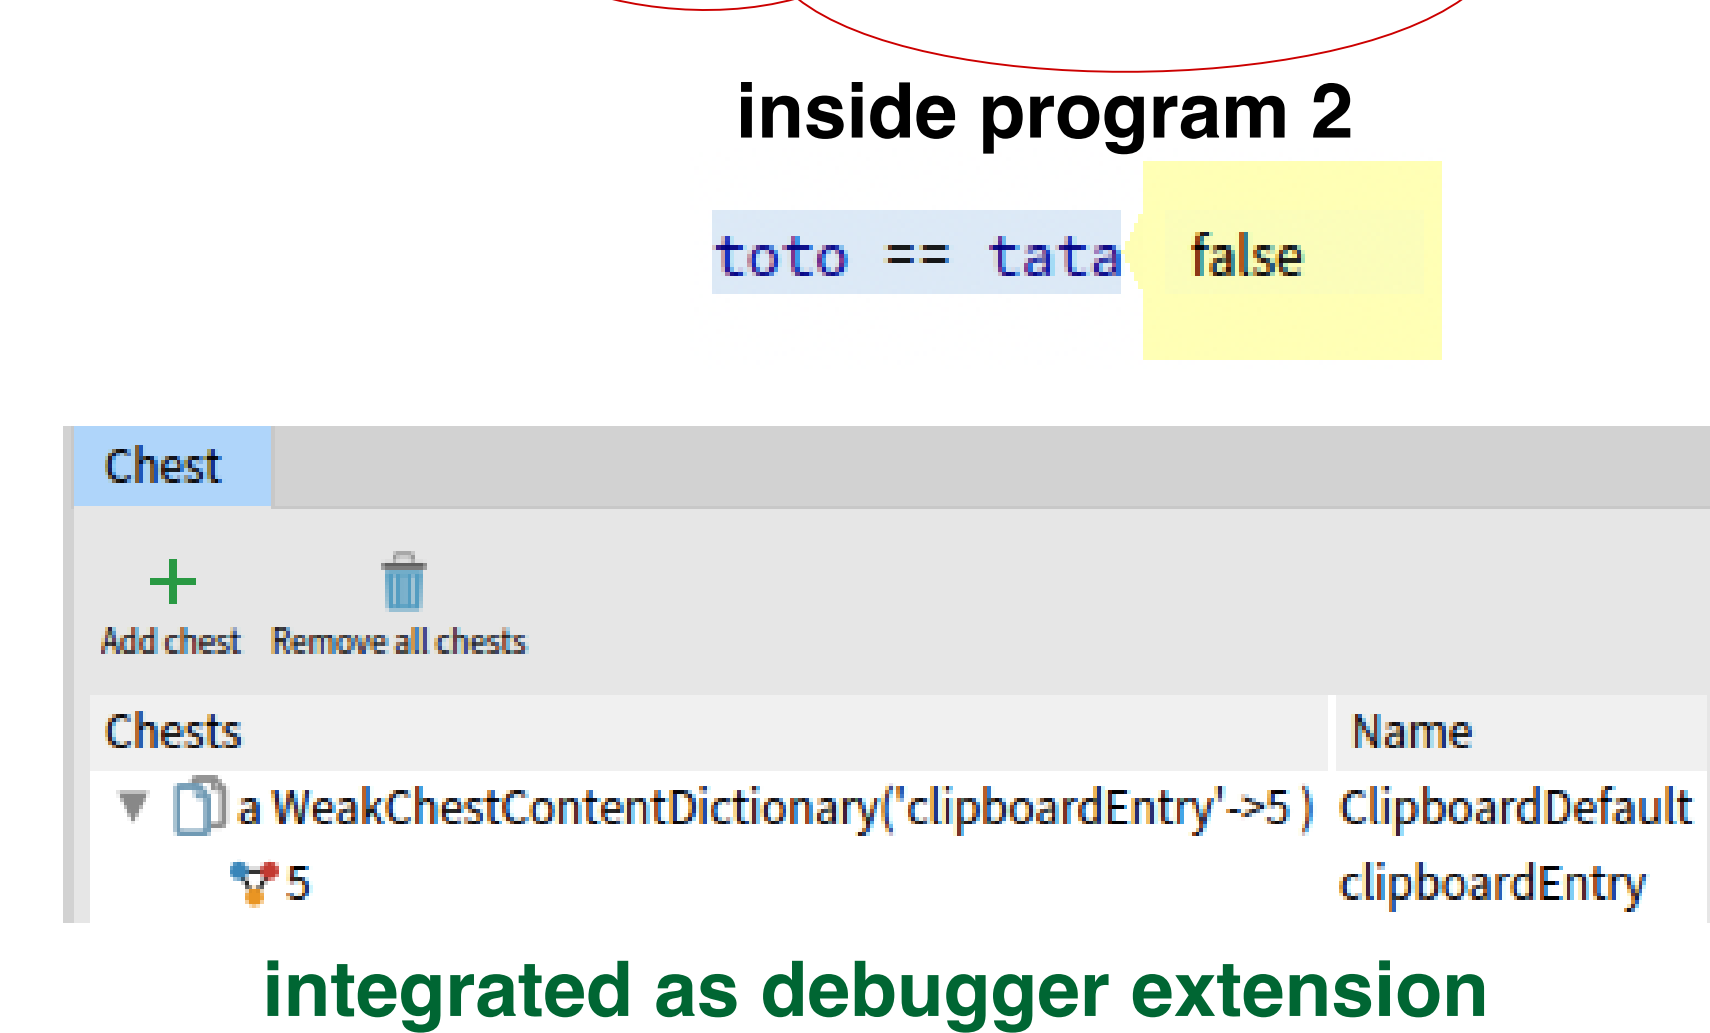 inside program 2
toto == tata false
Chest
Add chest Remove all chests
Chests Name
a WeakChestContentDictionary('clipboardEntry'->5 ) ClipboardDefault
5 clipboardEntry
integrated as debugger extension